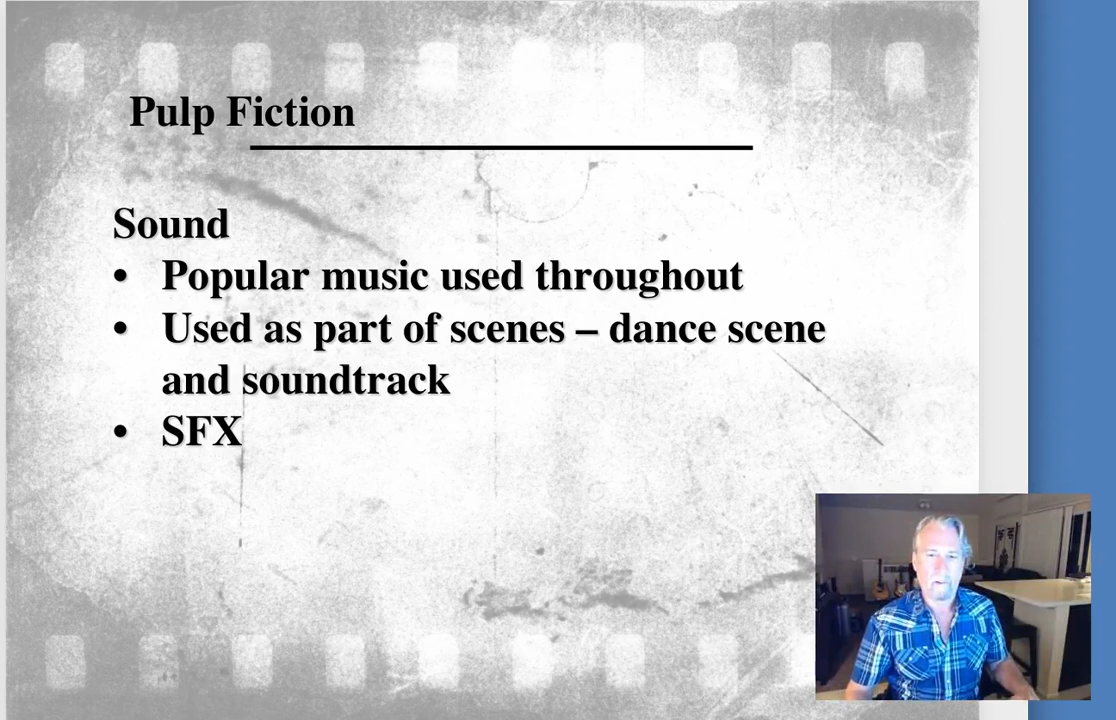 Pulp Fiction
Sound
• Popular music used throughout
• Used as part of scenes – dance scene
and soundtrack
• SFX